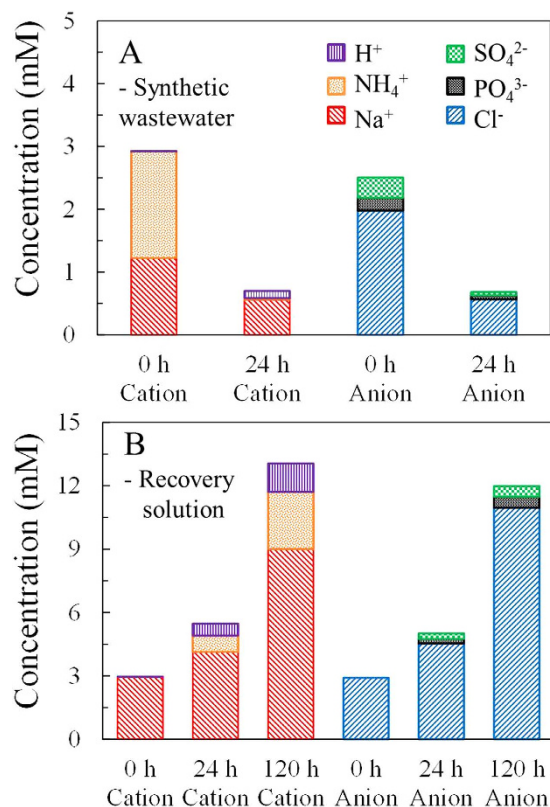 Concentration (mM)
5
4
3
2
1
0
A
- Synthetic
wastewater
H⁺
NH₄⁺
Na⁺
SO₄²⁻
PO₄³⁻
Cl⁻
0 h 24 h 0 h 24 h
Cation Cation Anion Anion
Concentration (mM)
15
12
9
6
3
0
B
- Recovery
solution
0 h 24 h 120 h 0 h 24 h 120 h
Cation Cation Cation Anion Anion Anion